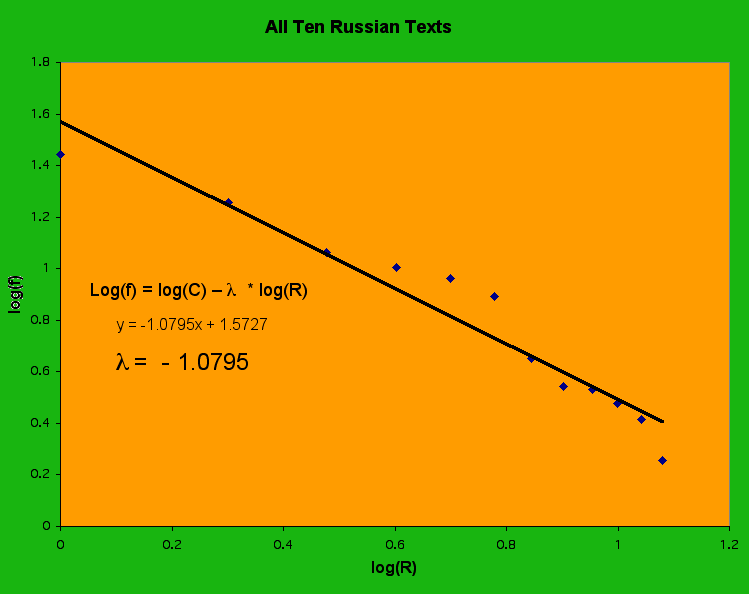 All Ten Russian Texts
1.8
1.6
1.4
1.2
1
0.8
0.6
0.4
0.2
0
log(f)
Log(f) = log(C) – λ * log(R)
y = -1.0795x + 1.5727
λ = - 1.0795
0 0.2 0.4 0.6 0.8 1 1.2
log(R)